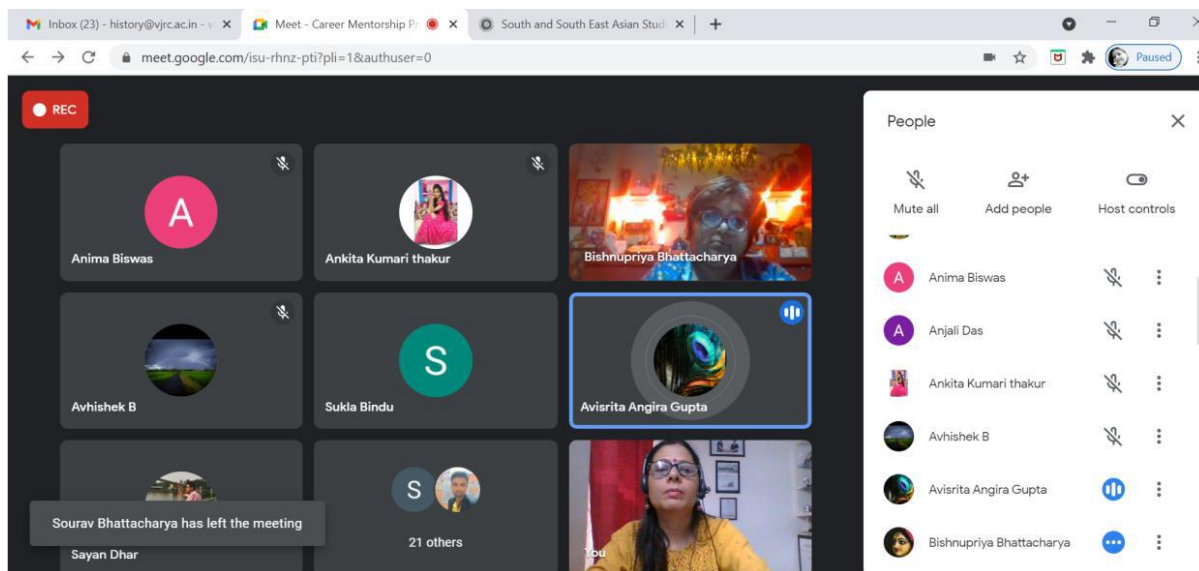 Inbox (23) - history@vjrc.ac.in - v
Meet - Career Mentorship Pr
South and South East Asian Studi
meet.google.com/isu-rhnz-pti?pli=1&authuser=0
Paused
REC
A
Anima Biswas
Ankita Kumari thakur
Bishnupriya Bhattacharya
Avhishek B
S
Sukla Bindu
Avisrita Angira Gupta
Sourav Bhattacharya has left the meeting
Sayan Dhar
S
21 others
You
People
Mute all Add people Host controls
A Anima Biswas
A Anjali Das
Ankita Kumari thakur
Avhishek B
Avisrita Angira Gupta
Bishnupriya Bhattacharya